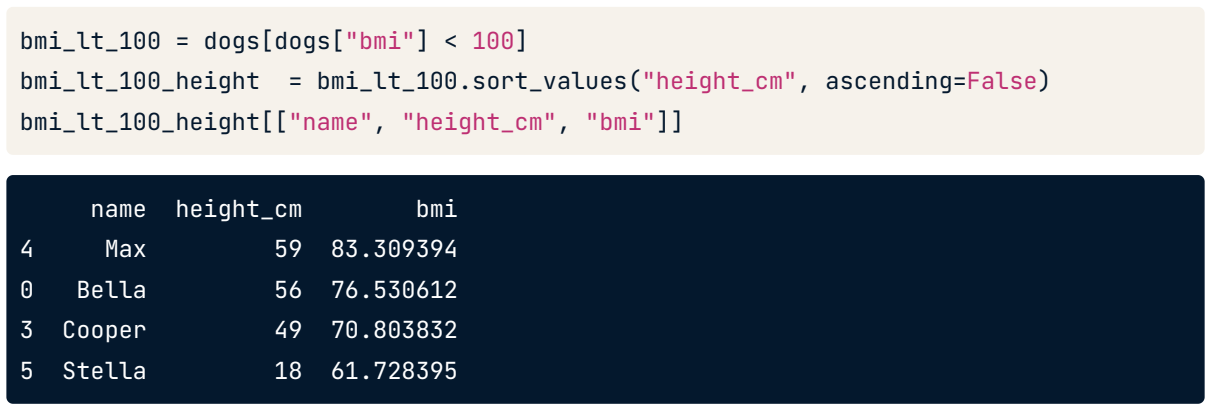 bmi_lt_100 = dogs[dogs["bmi"] < 100]
bmi_lt_100_height  = bmi_lt_100.sort_values("height_cm", ascending=False)
bmi_lt_100_height[["name", "height_cm", "bmi"]]
     name  height_cm        bmi
4     Max         59  83.309394
0   Bella         56  76.530612
3  Cooper         49  70.803832
5  Stella         18  61.728395